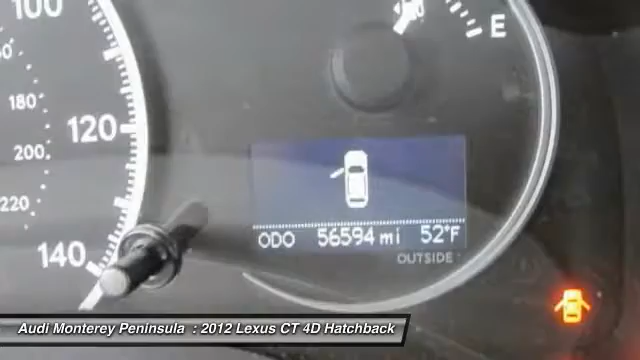 100
E
180
120
200
220
140
ODO 56594 mi 52°F
OUTSIDE
Audi Monterey Peninsula : 2012 Lexus CT 4D Hatchback